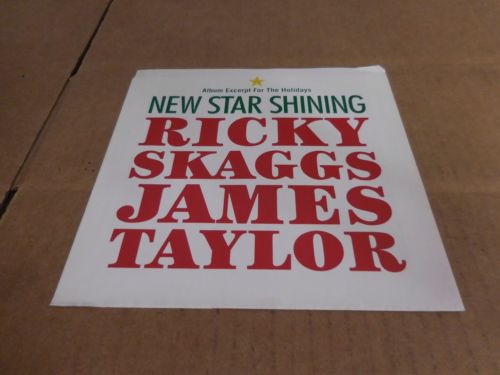 Album Excerpt For The Holidays
NEW STAR SHINING
RICKY
SKAGGS
JAMES
TAYLOR